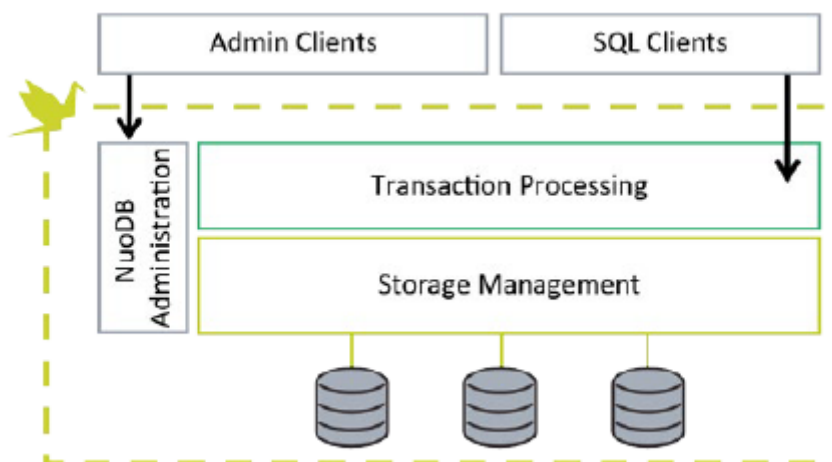 Admin Clients
SQL Clients
NuoDB
Administration
Transaction Processing
Storage Management